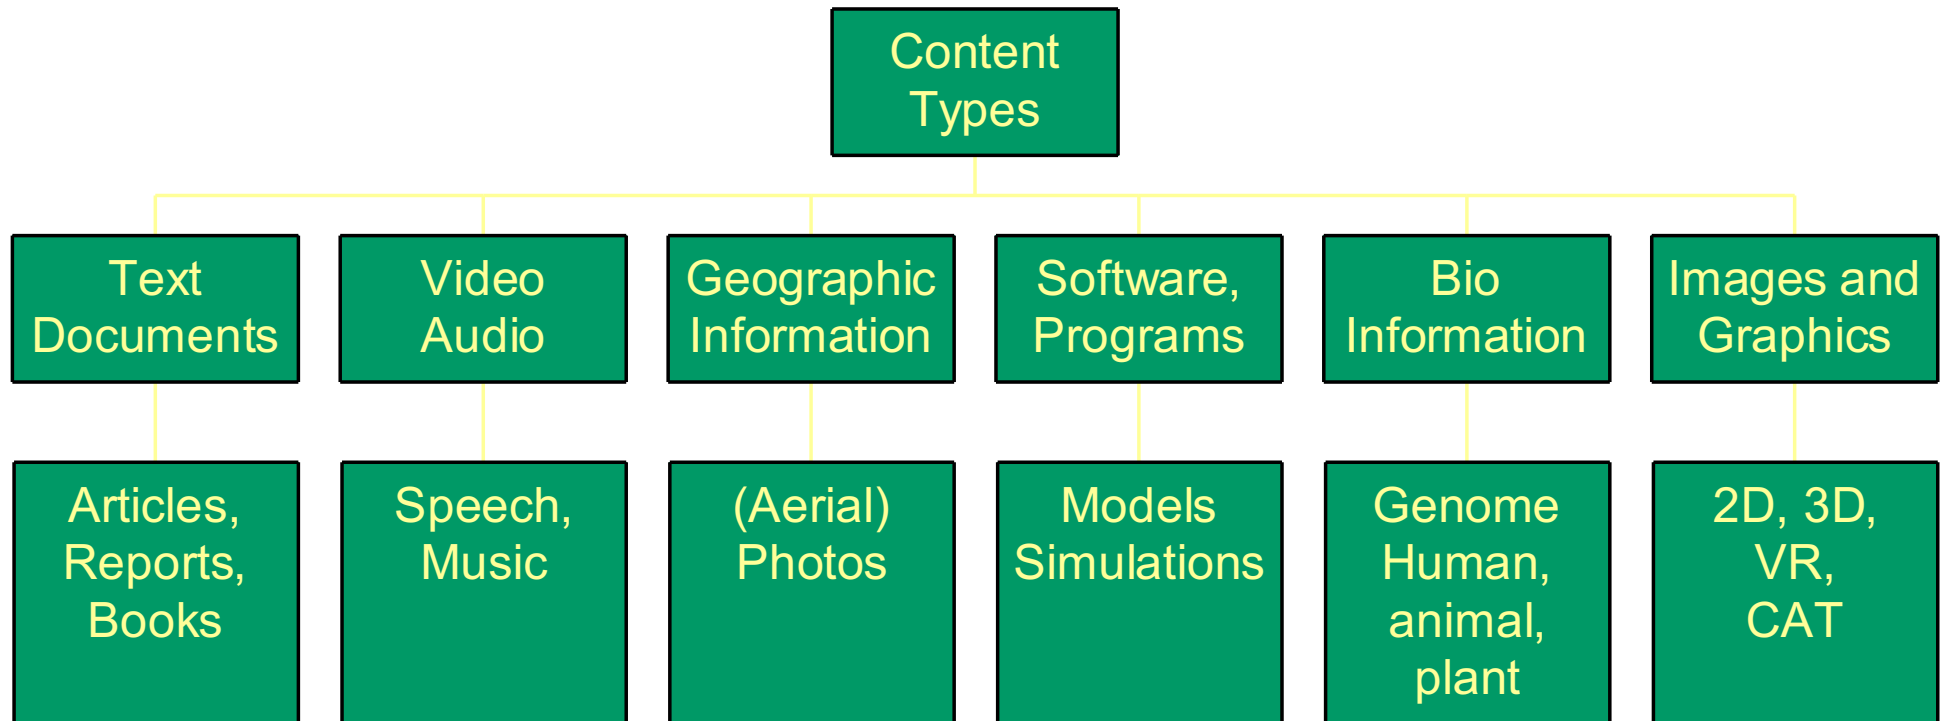 Content
Types
Text
Documents
Video
Audio
Geographic
Information
Software,
Programs
Bio
Information
Images and
Graphics
Articles,
Reports,
Books
Speech,
Music
(Aerial)
Photos
Models
Simulations
Genome
Human,
animal,
plant
2D, 3D,
VR,
CAT